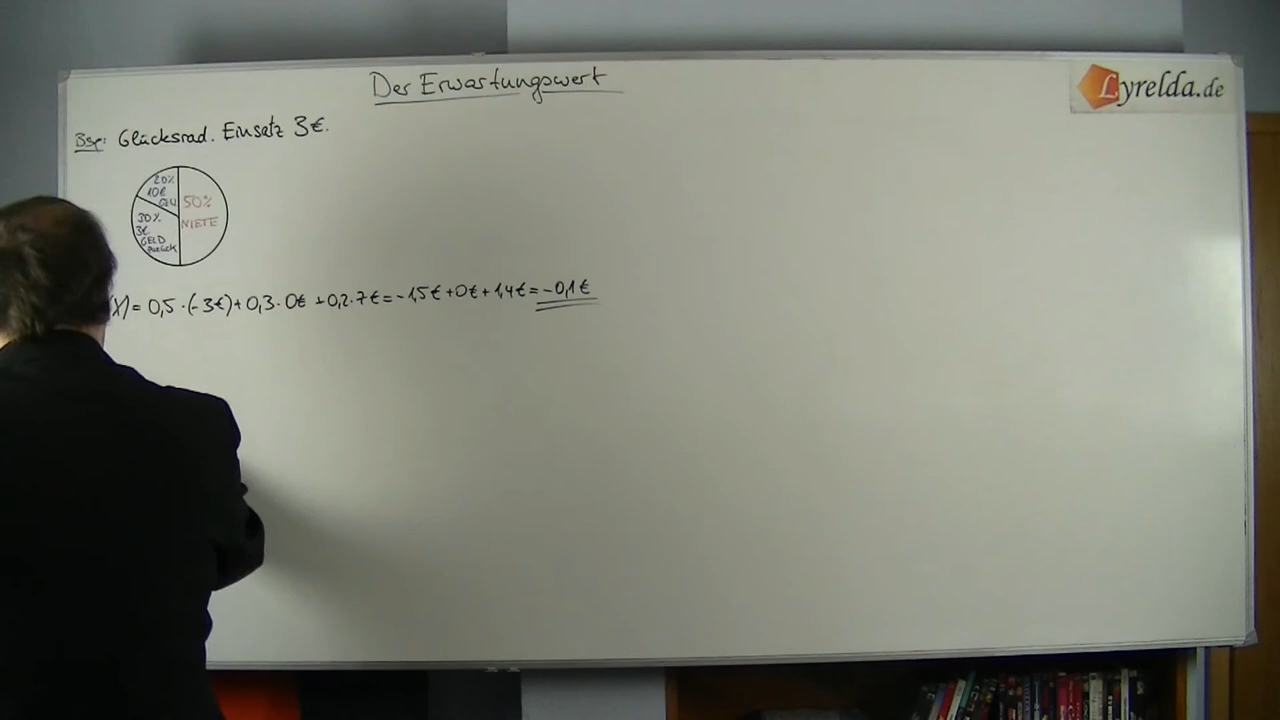 Der Erwartungswert
Lyrelda.de
Bsp: Glücksrad. Einsatz 3€.
20%
10€
50%
30%
NIETE
3€
GELD
ZURÜCK
X) = 0,5 · (-3€) + 0,3 · 0€ + 0,2 · 7€ = -1,5€ + 0€ + 1,4€ = -0,1€